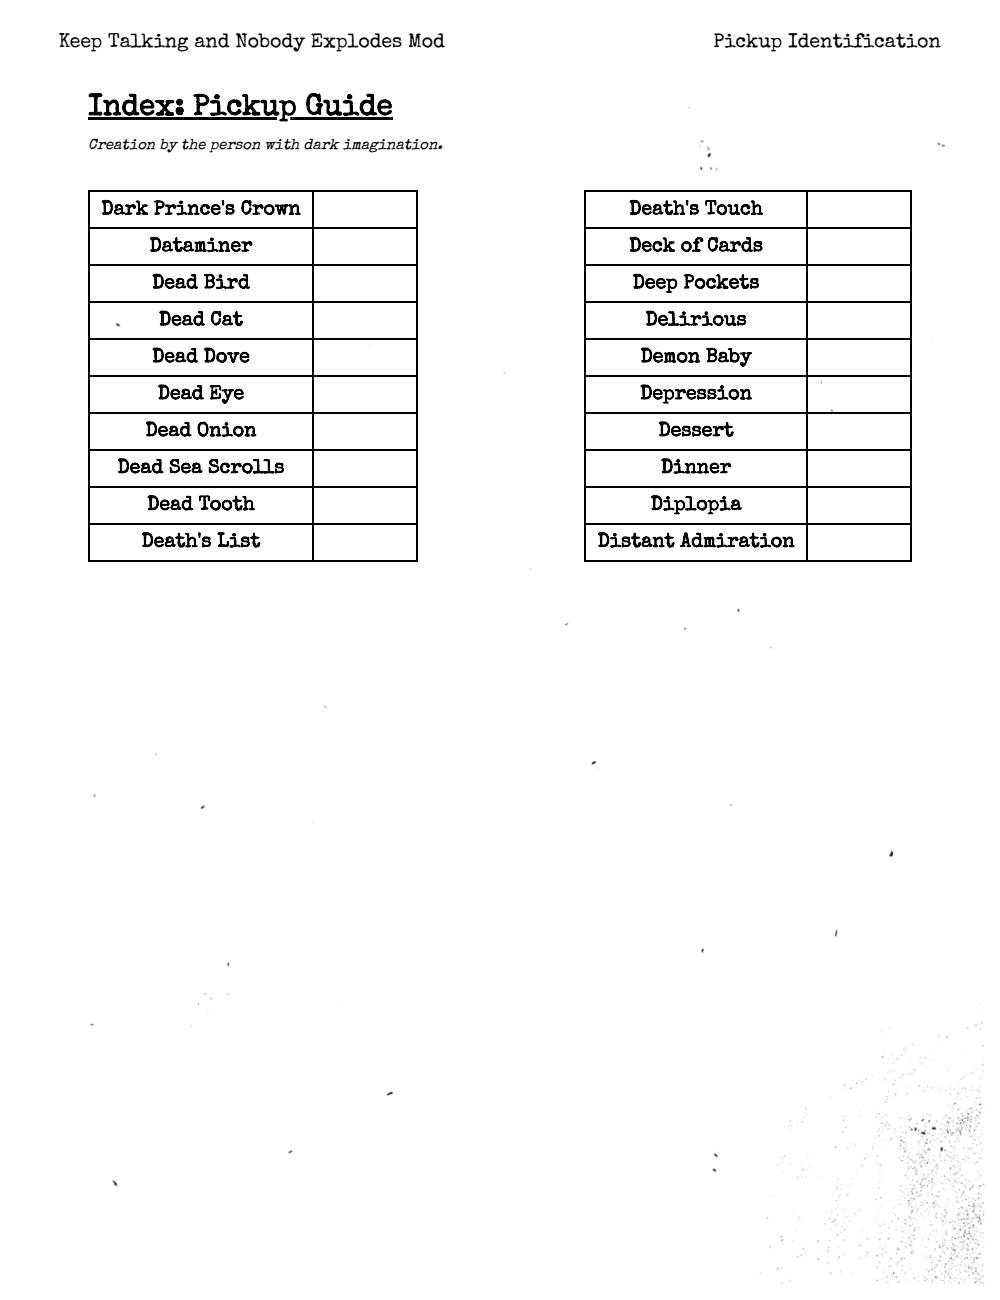 Keep Talking and Nobody Explodes Mod
Pickup Identification
Index: Pickup Guide
Creation by the person with dark imagination.
Dark Prince's Crown
Dataminer
Dead Bird
Dead Cat
Dead Dove
Dead Eye
Dead Onion
Dead Sea Scrolls
Dead Tooth
Death's List
Death's Touch
Deck of Cards
Deep Pockets
Delirious
Demon Baby
Depression
Dessert
Dinner
Diplopia
Distant Admiration